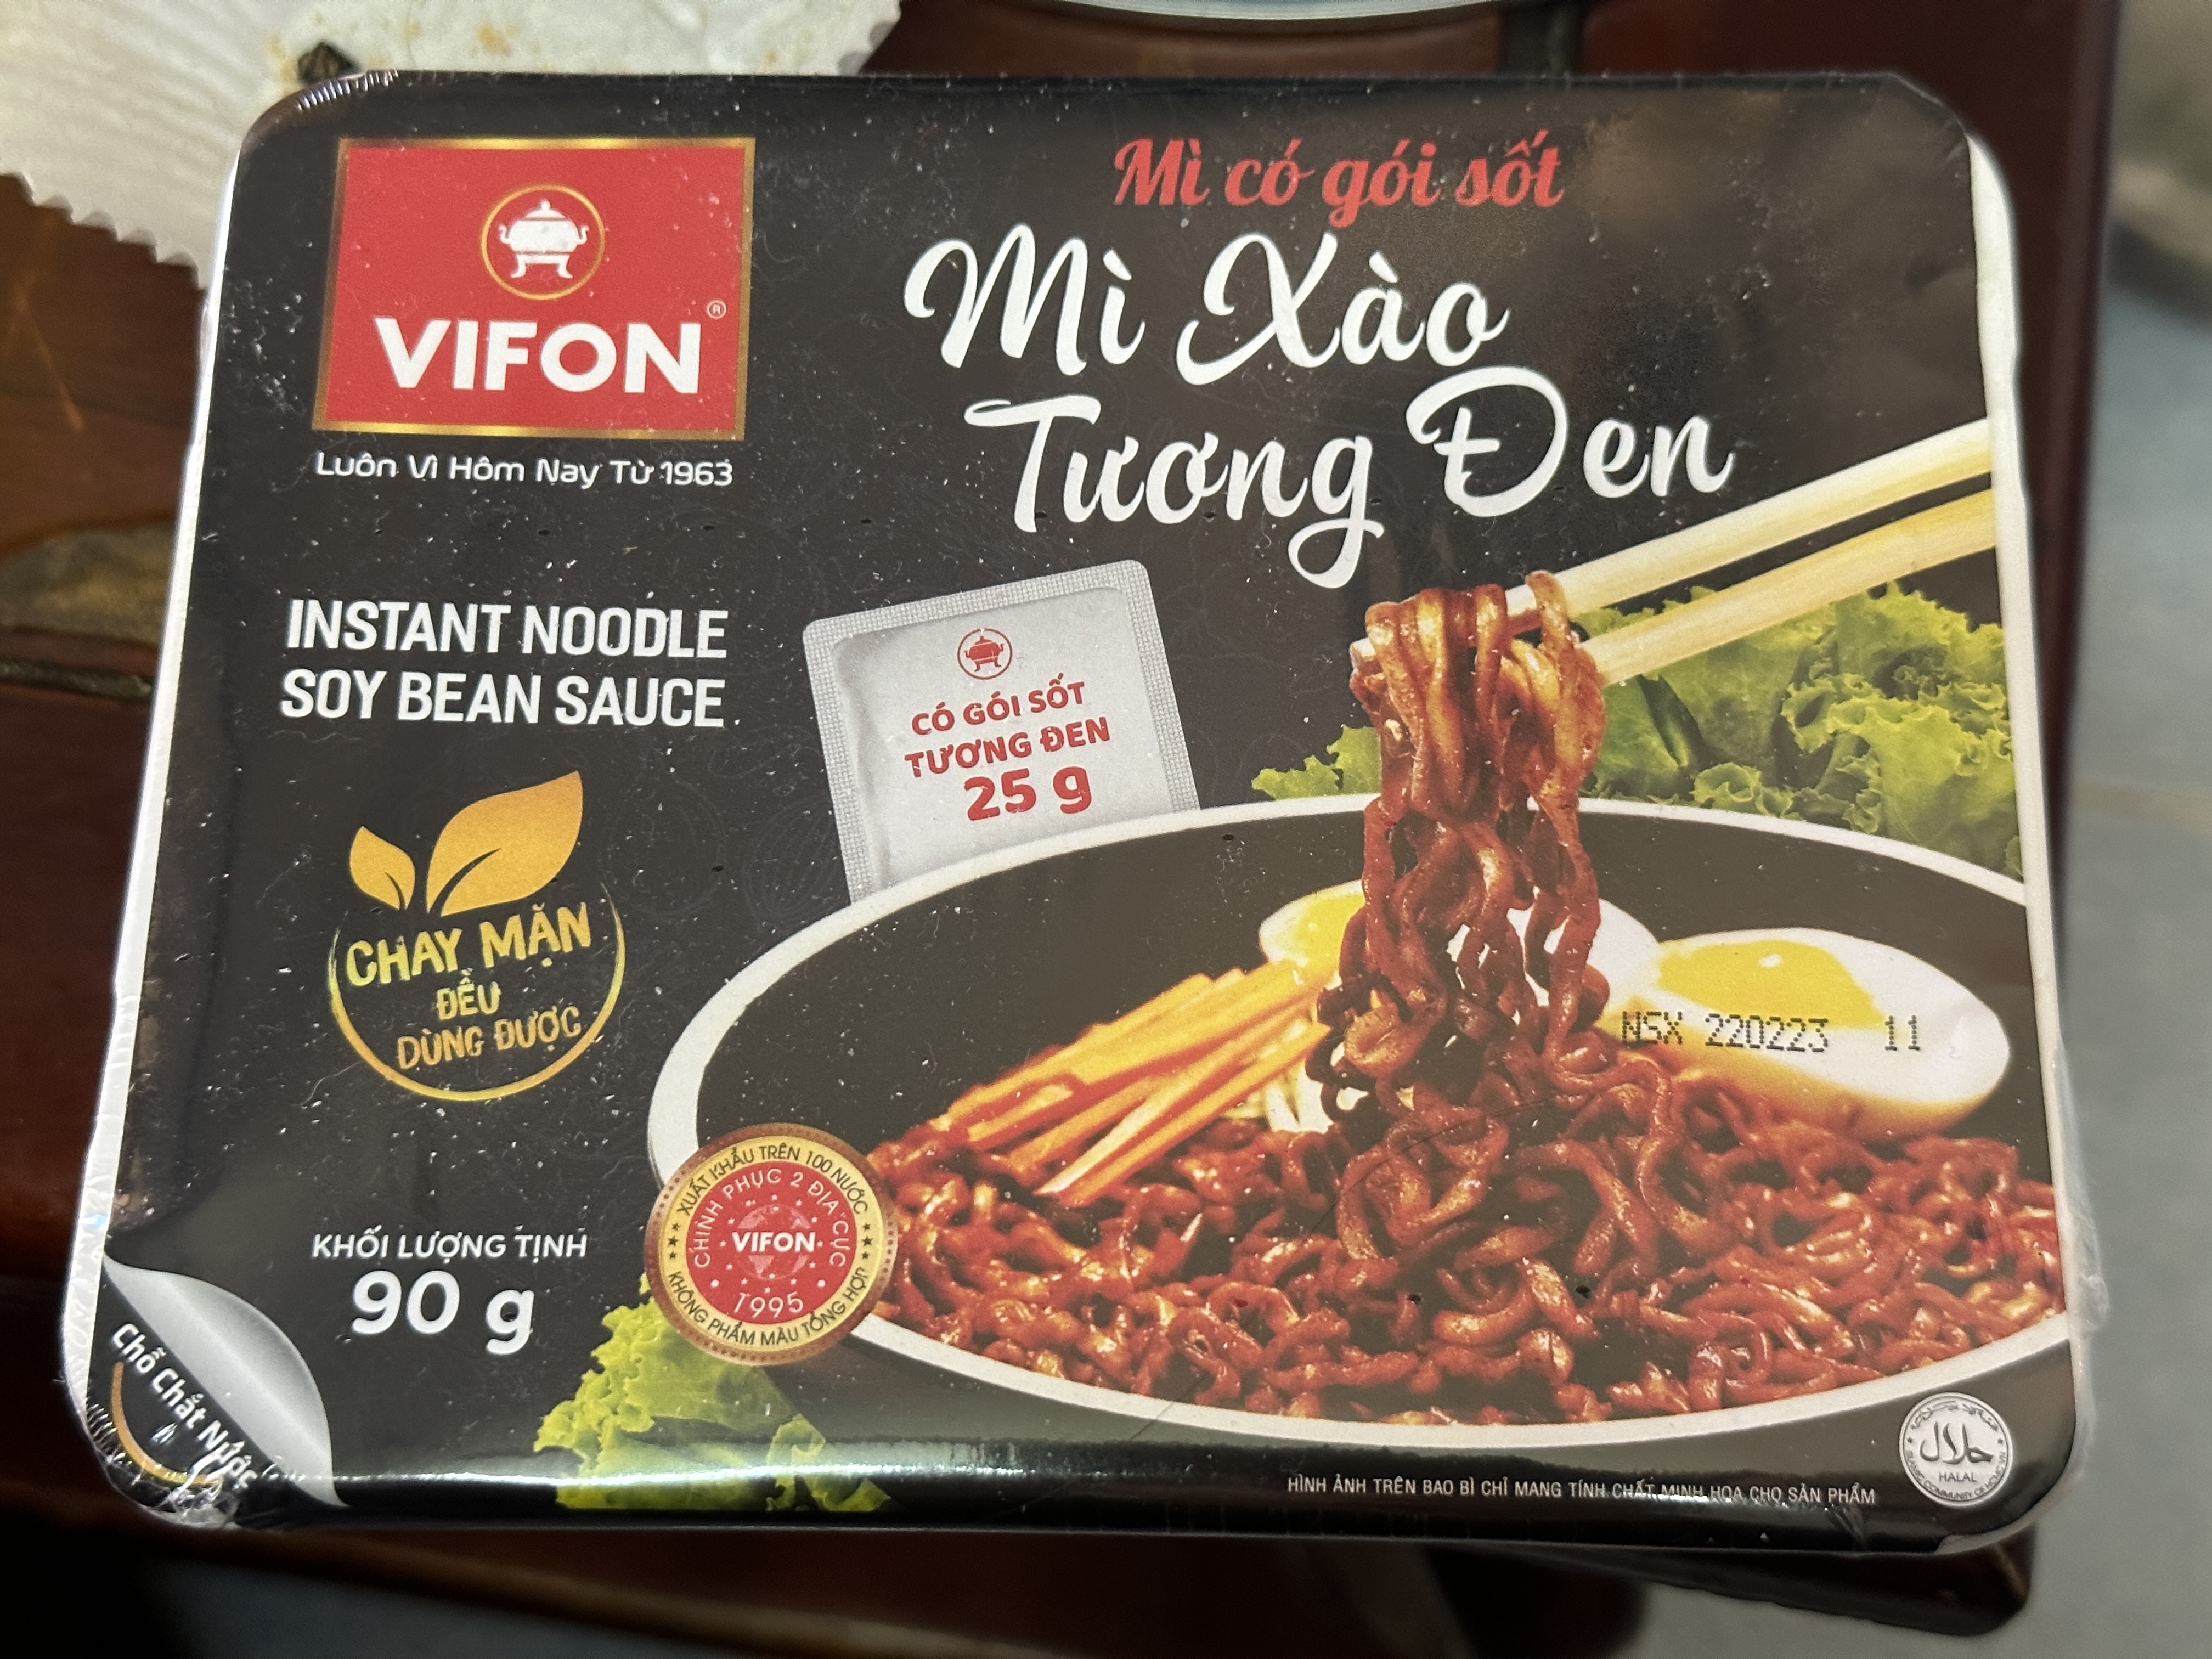 VIFON ®
Luôn Vì Hôm Nay Từ 1963
Mì có gói sốt
Mì Xào
Tương Đen
INSTANT NOODLE
SOY BEAN SAUCE
CÓ GÓI SỐT
TƯƠNG ĐEN
25 g
CHAY MẶN
ĐỀU
DÙNG ĐƯỢC
NSX 220223 11
XUẤT KHẨU TRÊN 100 NƯỚC
CHINH PHỤC 2 ĐỊA CỰC
VIFON
1995
KHÔNG PHẨM MÀU TỔNG HỢP
KHỐI LƯỢNG TỊNH
90 g
Chỗ Chắt Nước
HÌNH ẢNH TRÊN BAO BÌ CHỈ MANG TÍNH CHẤT MINH HỌA CHO SẢN PHẨM
حلال
HALAL